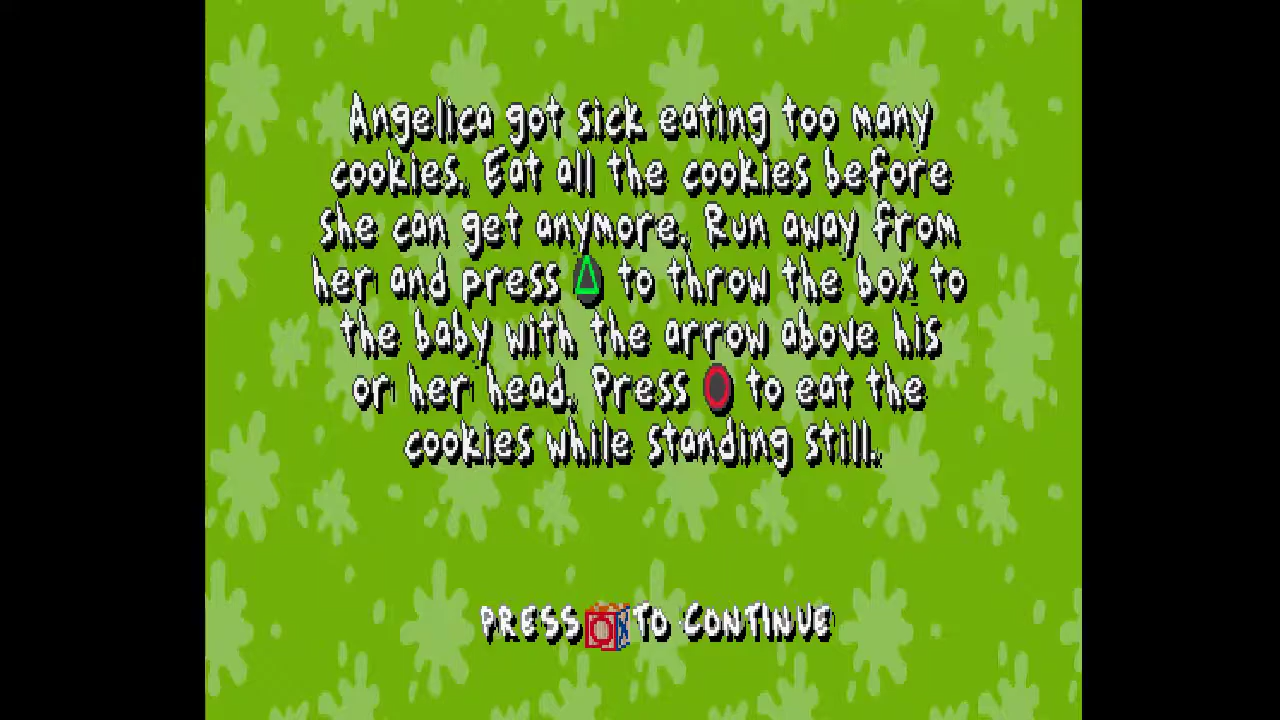 Angelica got sick eating too many
cookies. Eat all the cookies before
she can get anymore. Run away from
her and press to throw the box to
the baby with the arrow above his
or her head. Press to eat the
cookies while standing still.
PRESS TO CONTINUE